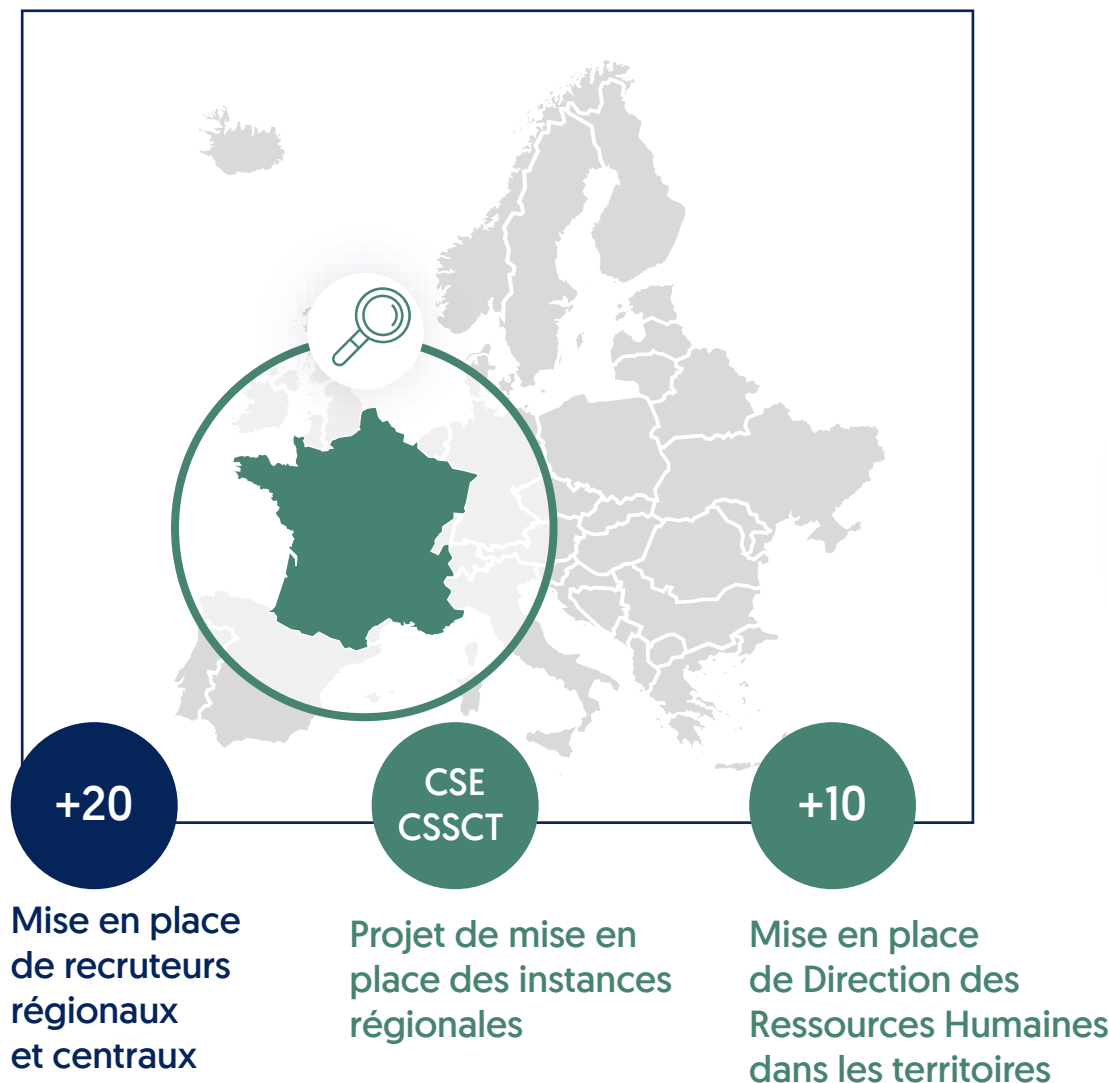 +20
Mise en place
de recruteurs
régionaux
et centraux
CSE
CSSCT
Projet de mise en
place des instances
régionales
+10
Mise en place
de Direction des
Ressources Humaines
dans les territoires